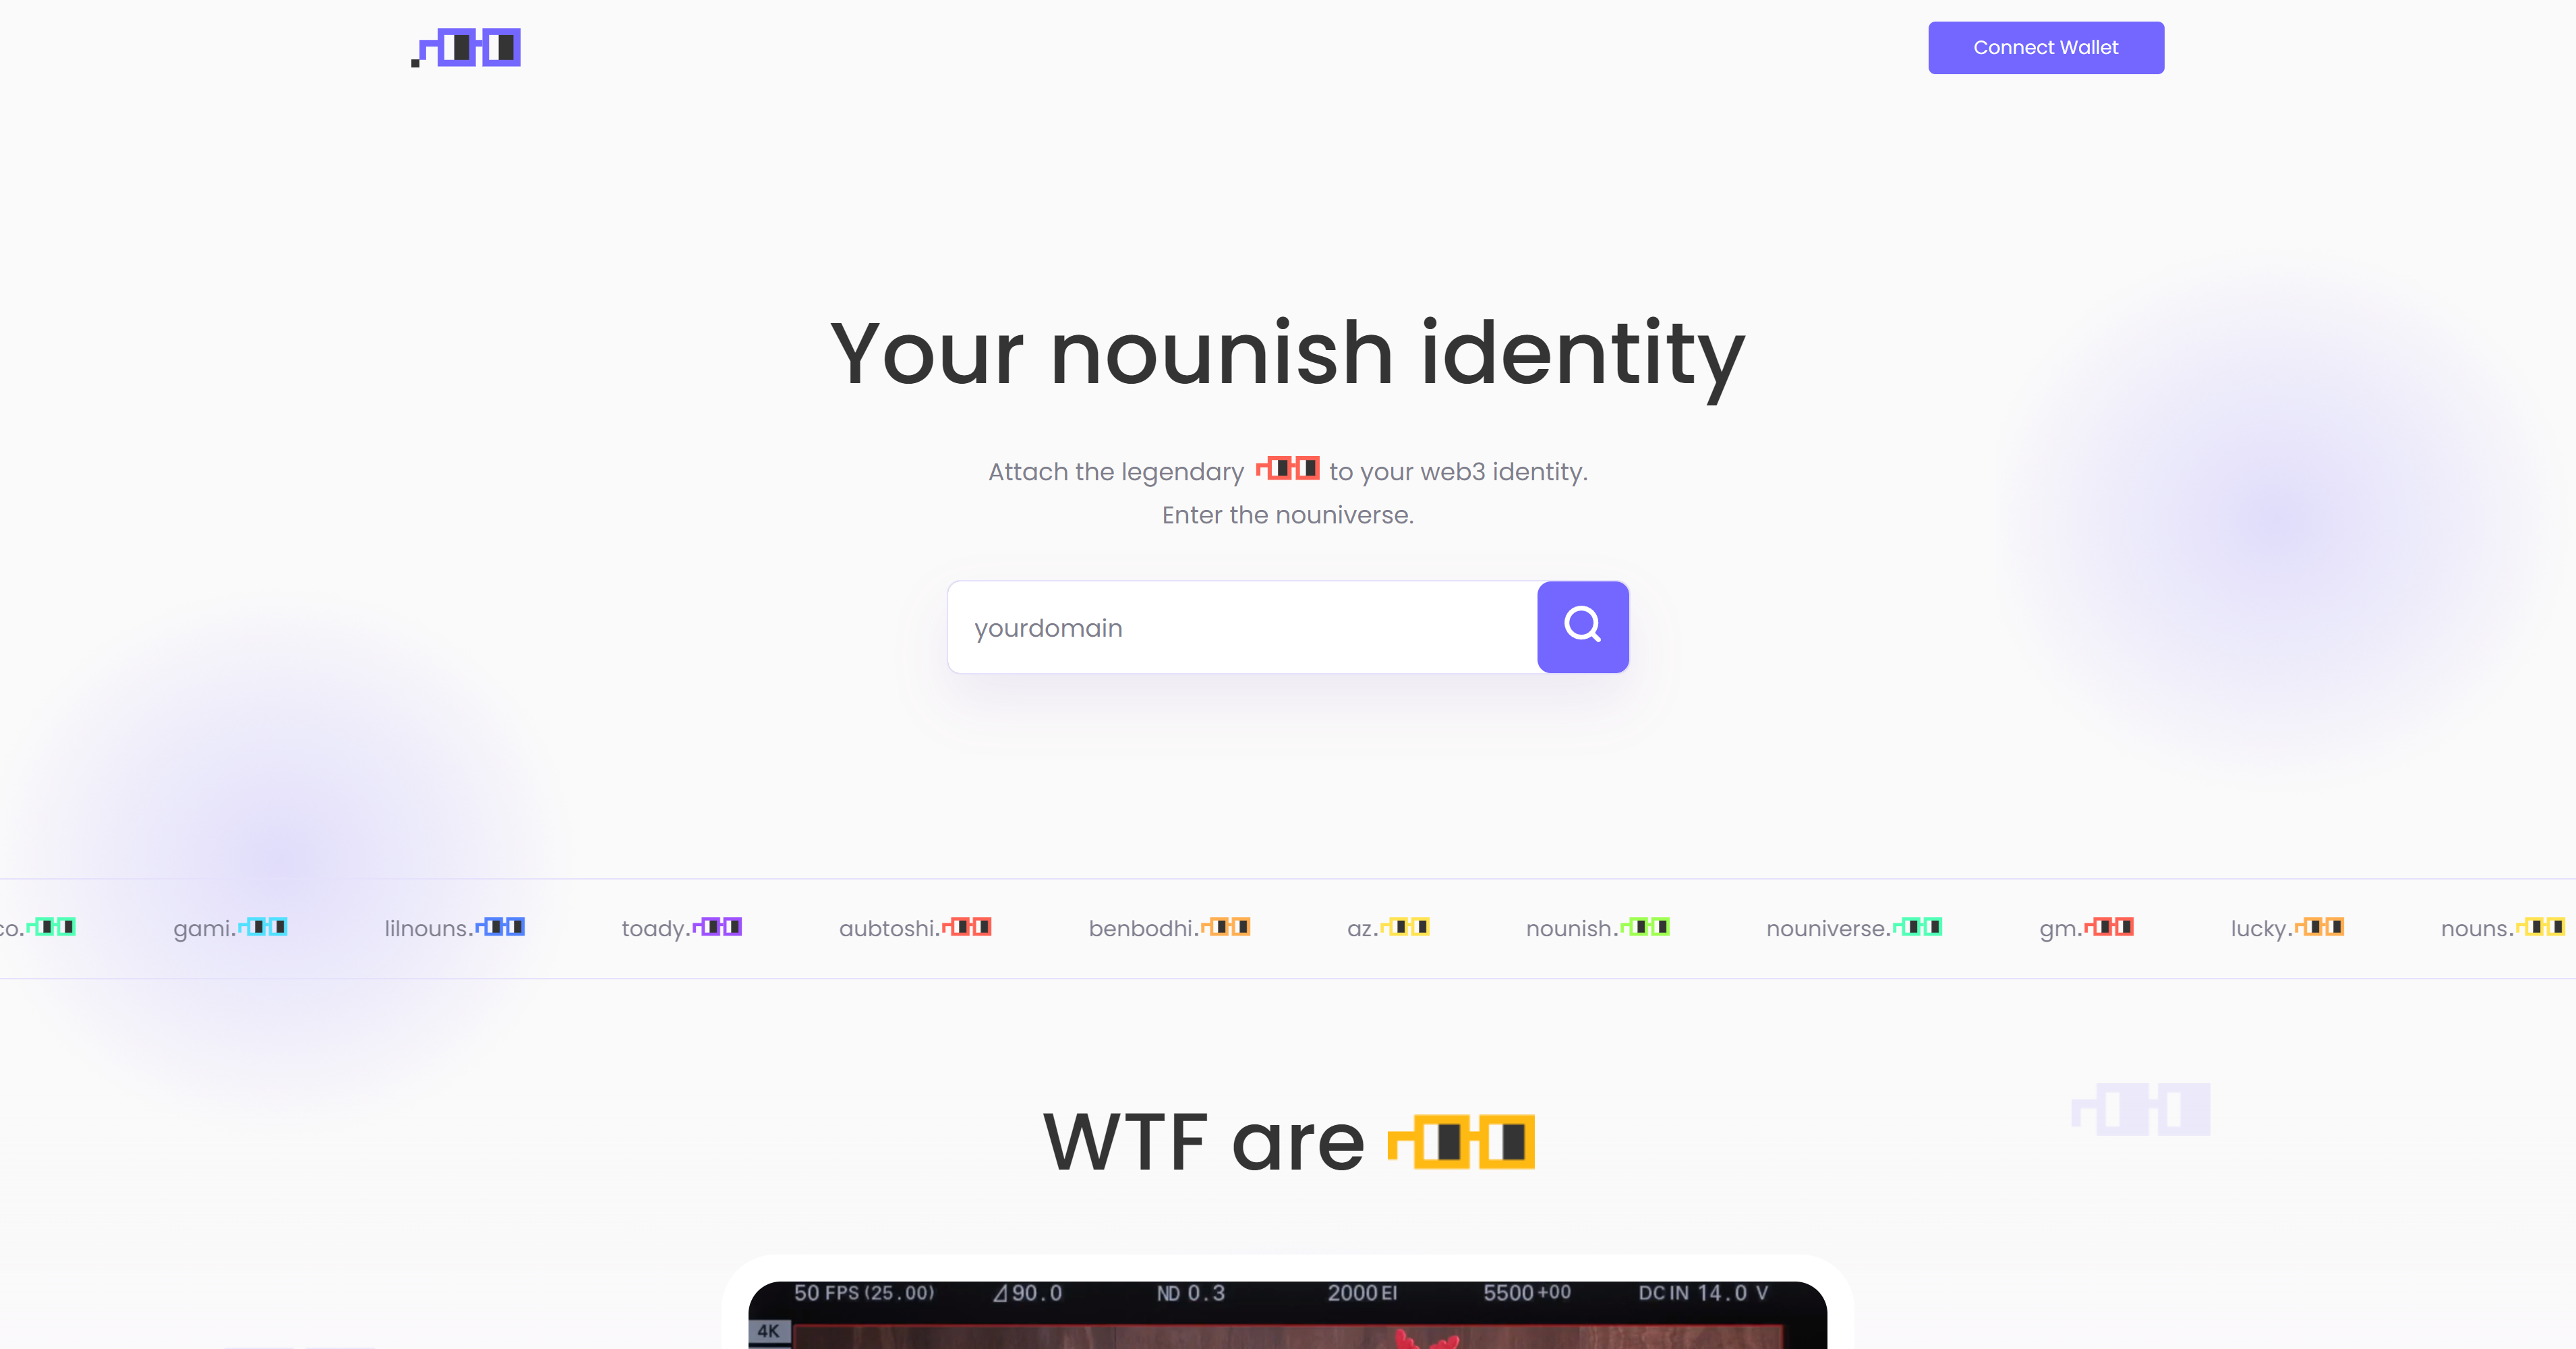 Connect Wallet
Your nounish identity
Attach the legendary to your web3 identity.
Enter the nouniverse.
yourdomain
co. gami. lilnouns. toady. aubtoshi. benbodhi. az. nounish. nouniverse. gm. lucky. nouns.
WTF are
50 FPS (25.00) ⊿90.0 ND 0.3 2000 EI 5500+00 DC IN 14.0 V
4K